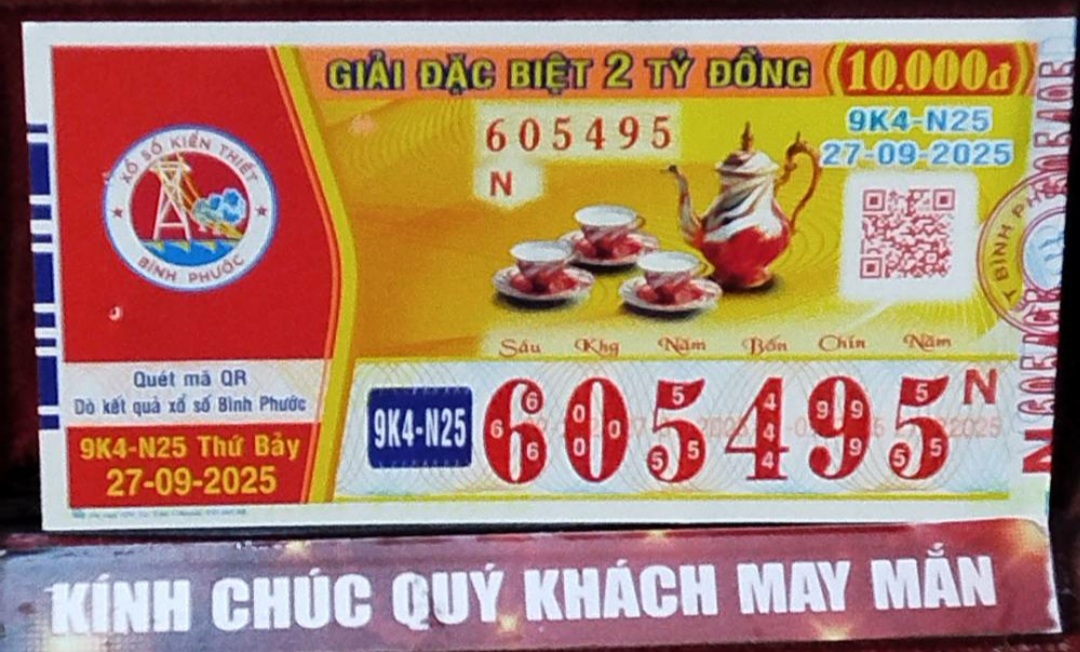 GIẢI ĐẶC BIỆT 2 TỶ ĐỒNG
10.000đ
605495
N
9K4-N25
27-09-2025
XỔ SỐ KIẾN THIẾT
BÌNH PHƯỚC
Sáu Khg Năm Bốn Chín Năm
Quét mã QR
Dò kết quả xổ số Bình Phước
9K4-N25 Thứ Bảy
27-09-2025
9K4-N25
605495
N
KÍNH CHÚC QUÝ KHÁCH MAY MẮN